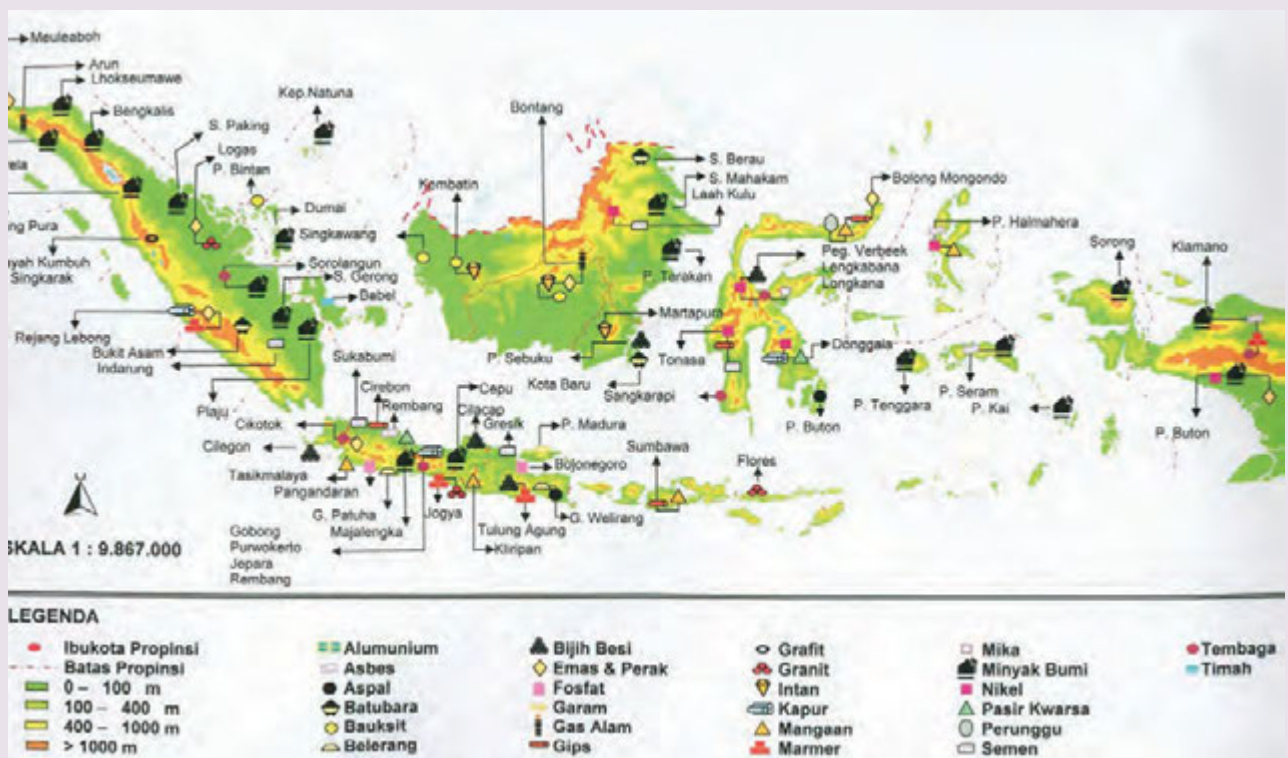 Meuleaboh
Arun
Lhokseumawe
Bengkalis
S. Paking
Logas
P. Bintan
Kep.Natuna
Dumai
Singkawang
Kembatin
Bontang
S. Berau
S. Mahakam
Laah Kulu
Bolong Mongondo
P. Halmahera
Sorong
Klamano
ng Pura
yah Kumbuh
Singkarak
Sorolangun
S. Gerong
Babel
P. Tarakan
Peg. Verbeek
Lengkabana
Longkana
Rejang Lebong
Bukit Asam
Indarung
Plaju
Martapura
P. Sebuku
Kota Baru
Tonasa
Sangkarapi
Donggala
P. Buton
P. Tenggara
P. Seram
P. Kai
P. Buton
Sukabumi
Cirebon
Rembang
Cepu
Cilacap
Gresik
P. Madura
Cikotok
Cilegon
Tasikmalaya
Pangandaran
G. Patuha
Majalengka
Jogya
Kliripan
Tulung Agung
Bojonegoro
G. Welirang
Sumbawa
Flores
Gobong
Purwokerto
Jepara
Rembang
SKALA 1 : 9.867.000
LEGENDA
Ibukota Propinsi
Batas Propinsi
0 – 100 m
100 – 400 m
400 – 1000 m
> 1000 m
Alumunium
Asbes
Aspal
Batubara
Bauksit
Belerang
Bijih Besi
Emas & Perak
Fosfat
Garam
Gas Alam
Gips
Grafit
Granit
Intan
Kapur
Mangaan
Marmer
Mika
Minyak Bumi
Nikel
Pasir Kwarsa
Perunggu
Semen
Tembaga
Timah